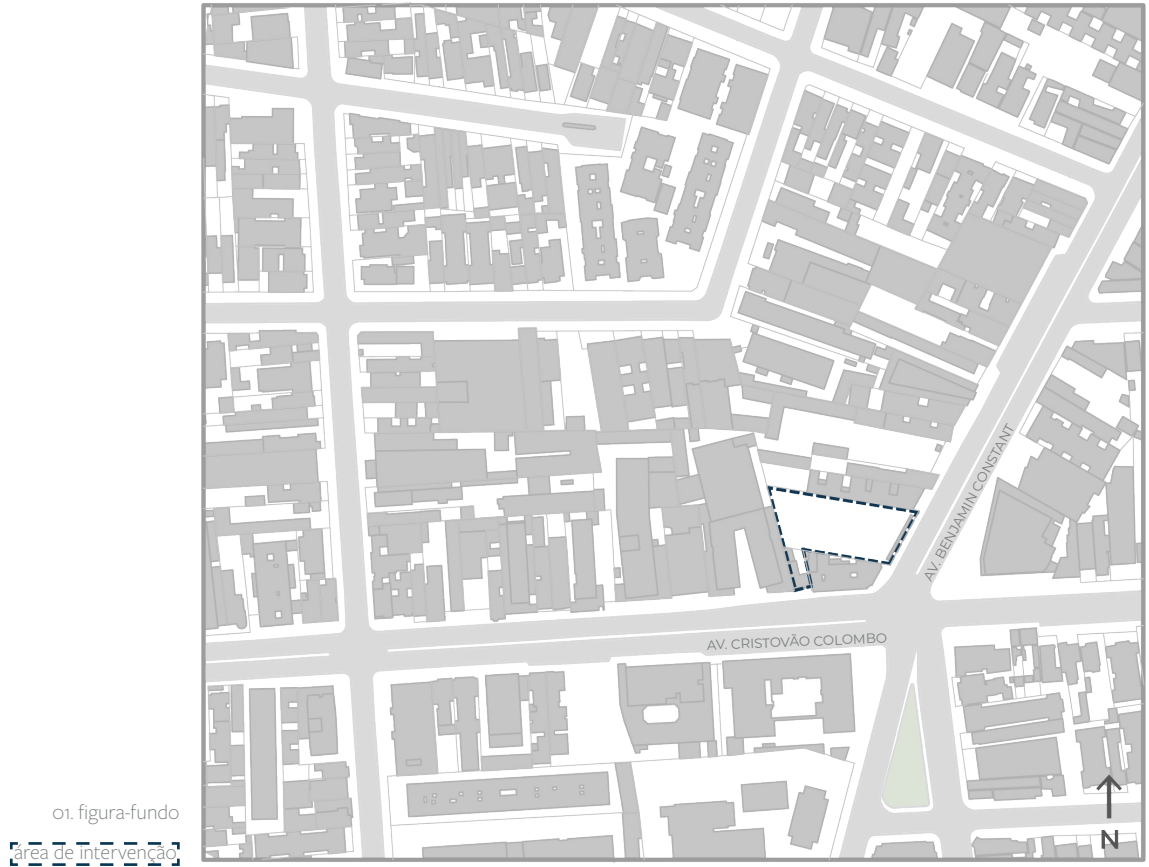 AV. BENJAMIN CONSTANT
AV. CRISTOVÃO COLOMBO
01. figura-fundo
área de intervenção
N